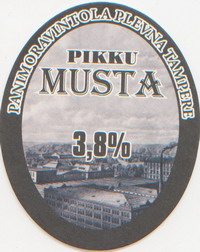 PANIMORAVINTOLA PLEVNA TAMPERE
PIKKU
MUSTA
3,8%